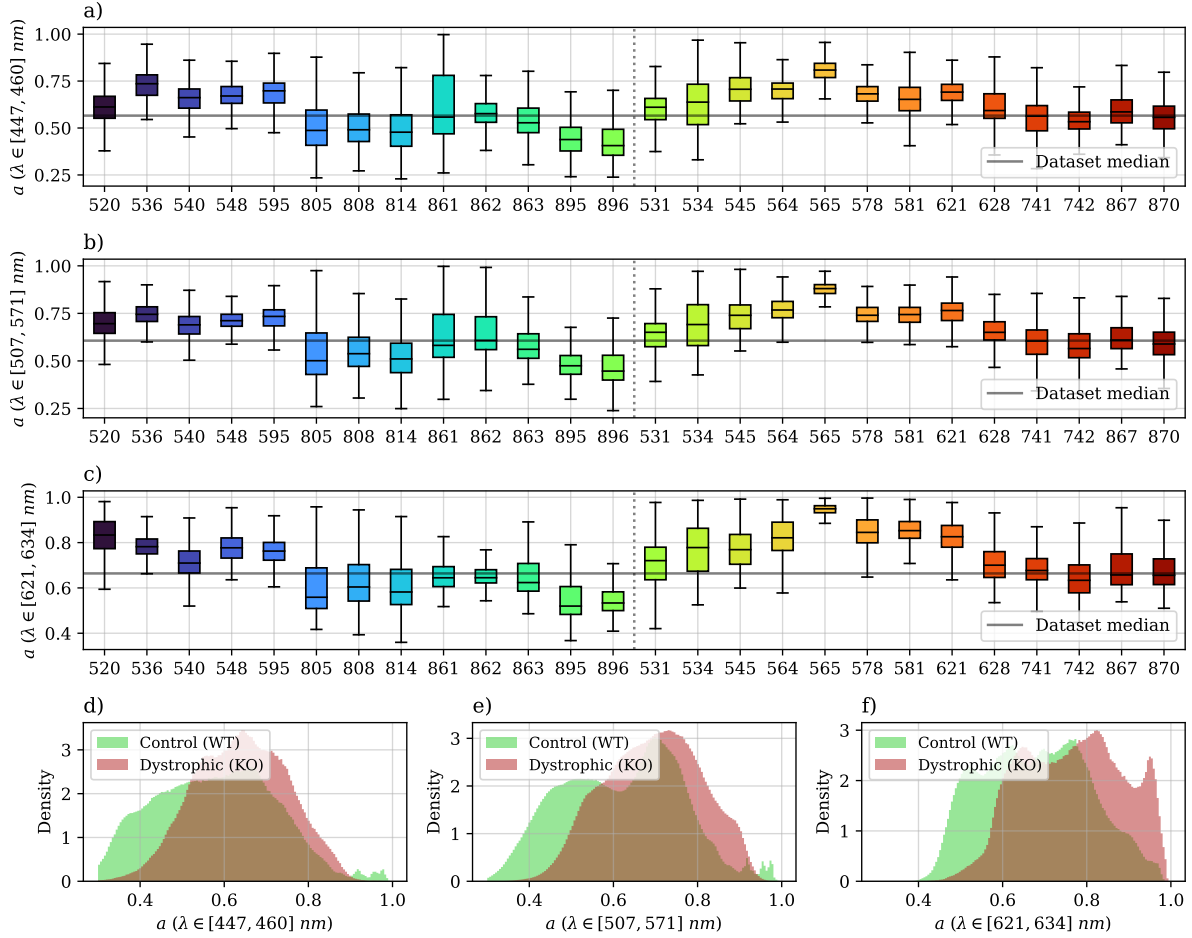 a)
a (λ ∈ [447, 460] nm)
1.00
0.75
0.50
0.25
Dataset median
520 536 540 548 595 805 808 814 861 862 863 895 896 531 534 545 564 565 578 581 621 628 741 742 867 870
b)
a (λ ∈ [507, 571] nm)
1.00
0.75
0.50
0.25
Dataset median
520 536 540 548 595 805 808 814 861 862 863 895 896 531 534 545 564 565 578 581 621 628 741 742 867 870
c)
a (λ ∈ [621, 634] nm)
1.0
0.8
0.6
0.4
Dataset median
520 536 540 548 595 805 808 814 861 862 863 895 896 531 534 545 564 565 578 581 621 628 741 742 867 870
d)
Control (WT)
Dystrophic (KO)
Density
3
2
1
0
0.4 0.6 0.8 1.0
a (λ ∈ [447, 460] nm)
e)
Control (WT)
Dystrophic (KO)
Density
3
2
1
0
0.4 0.6 0.8 1.0
a (λ ∈ [507, 571] nm)
f)
Control (WT)
Dystrophic (KO)
Density
3
2
1
0
0.4 0.6 0.8 1.0
a (λ ∈ [621, 634] nm)